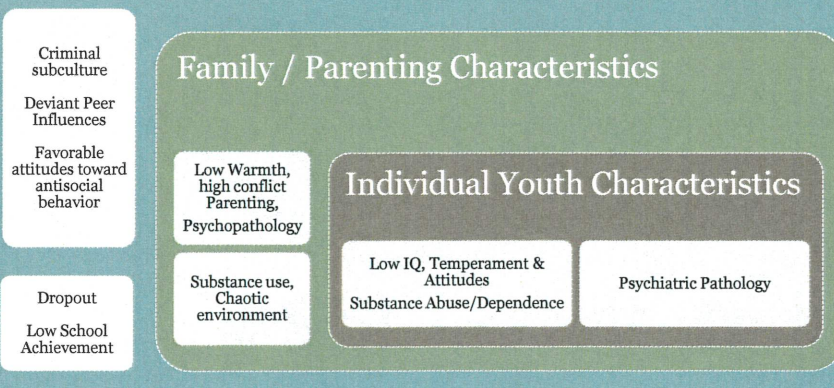 Criminal
subculture
Deviant Peer
Influences
Favorable
attitudes toward
antisocial
behavior
Dropout
Low School
Achievement
Family / Parenting Characteristics
Low Warmth,
high conflict
Parenting,
Psychopathology
Substance use,
Chaotic
environment
Individual Youth Characteristics
Low IQ, Temperament &
Attitudes
Substance Abuse/Dependence
Psychiatric Pathology